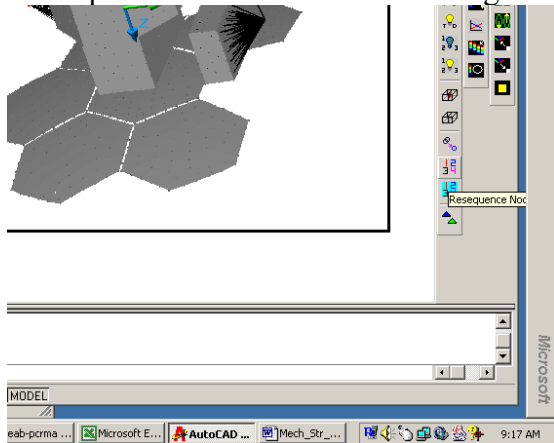 Z
Resequence Noc
MODEL
Microsoft
eab-pcrma ...
Microsoft E...
AutoCAD ...
Mech_Str_...
9:17 AM